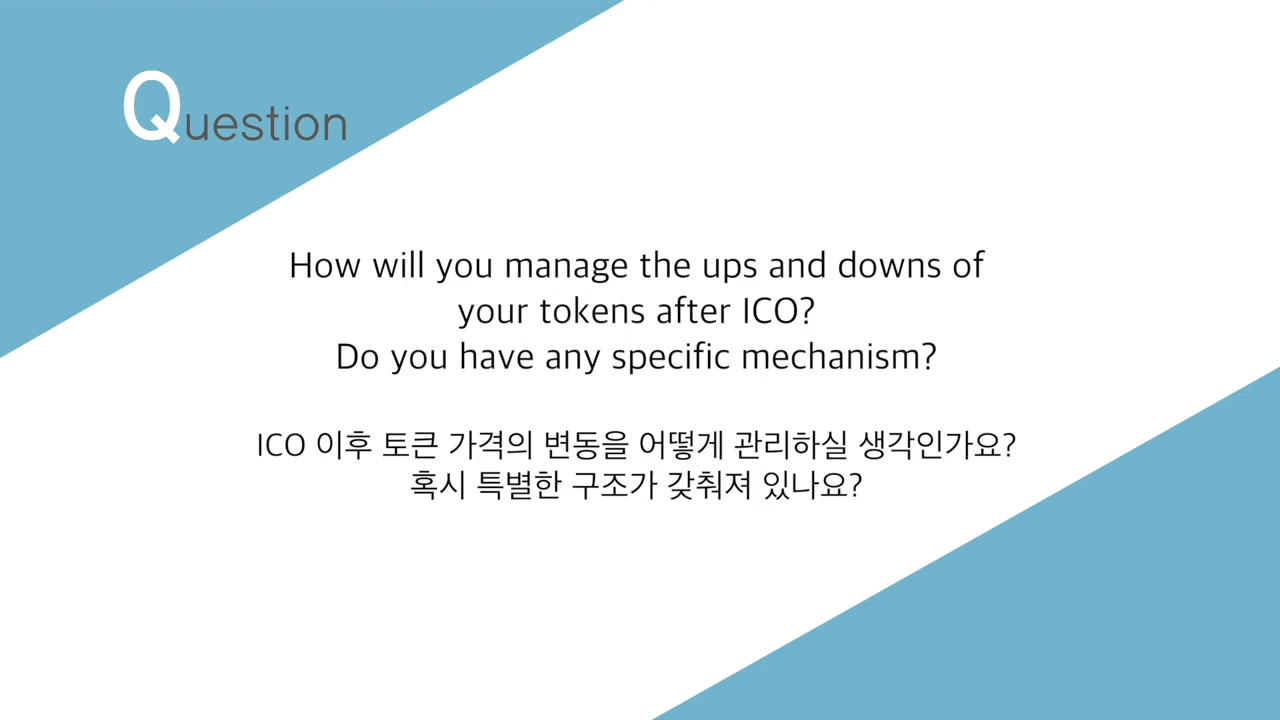 Question
How will you manage the ups and downs of
your tokens after ICO?
Do you have any specific mechanism?
ICO 이후 토큰 가격의 변동을 어떻게 관리하실 생각인가요?
혹시 특별한 구조가 갖춰져 있나요?